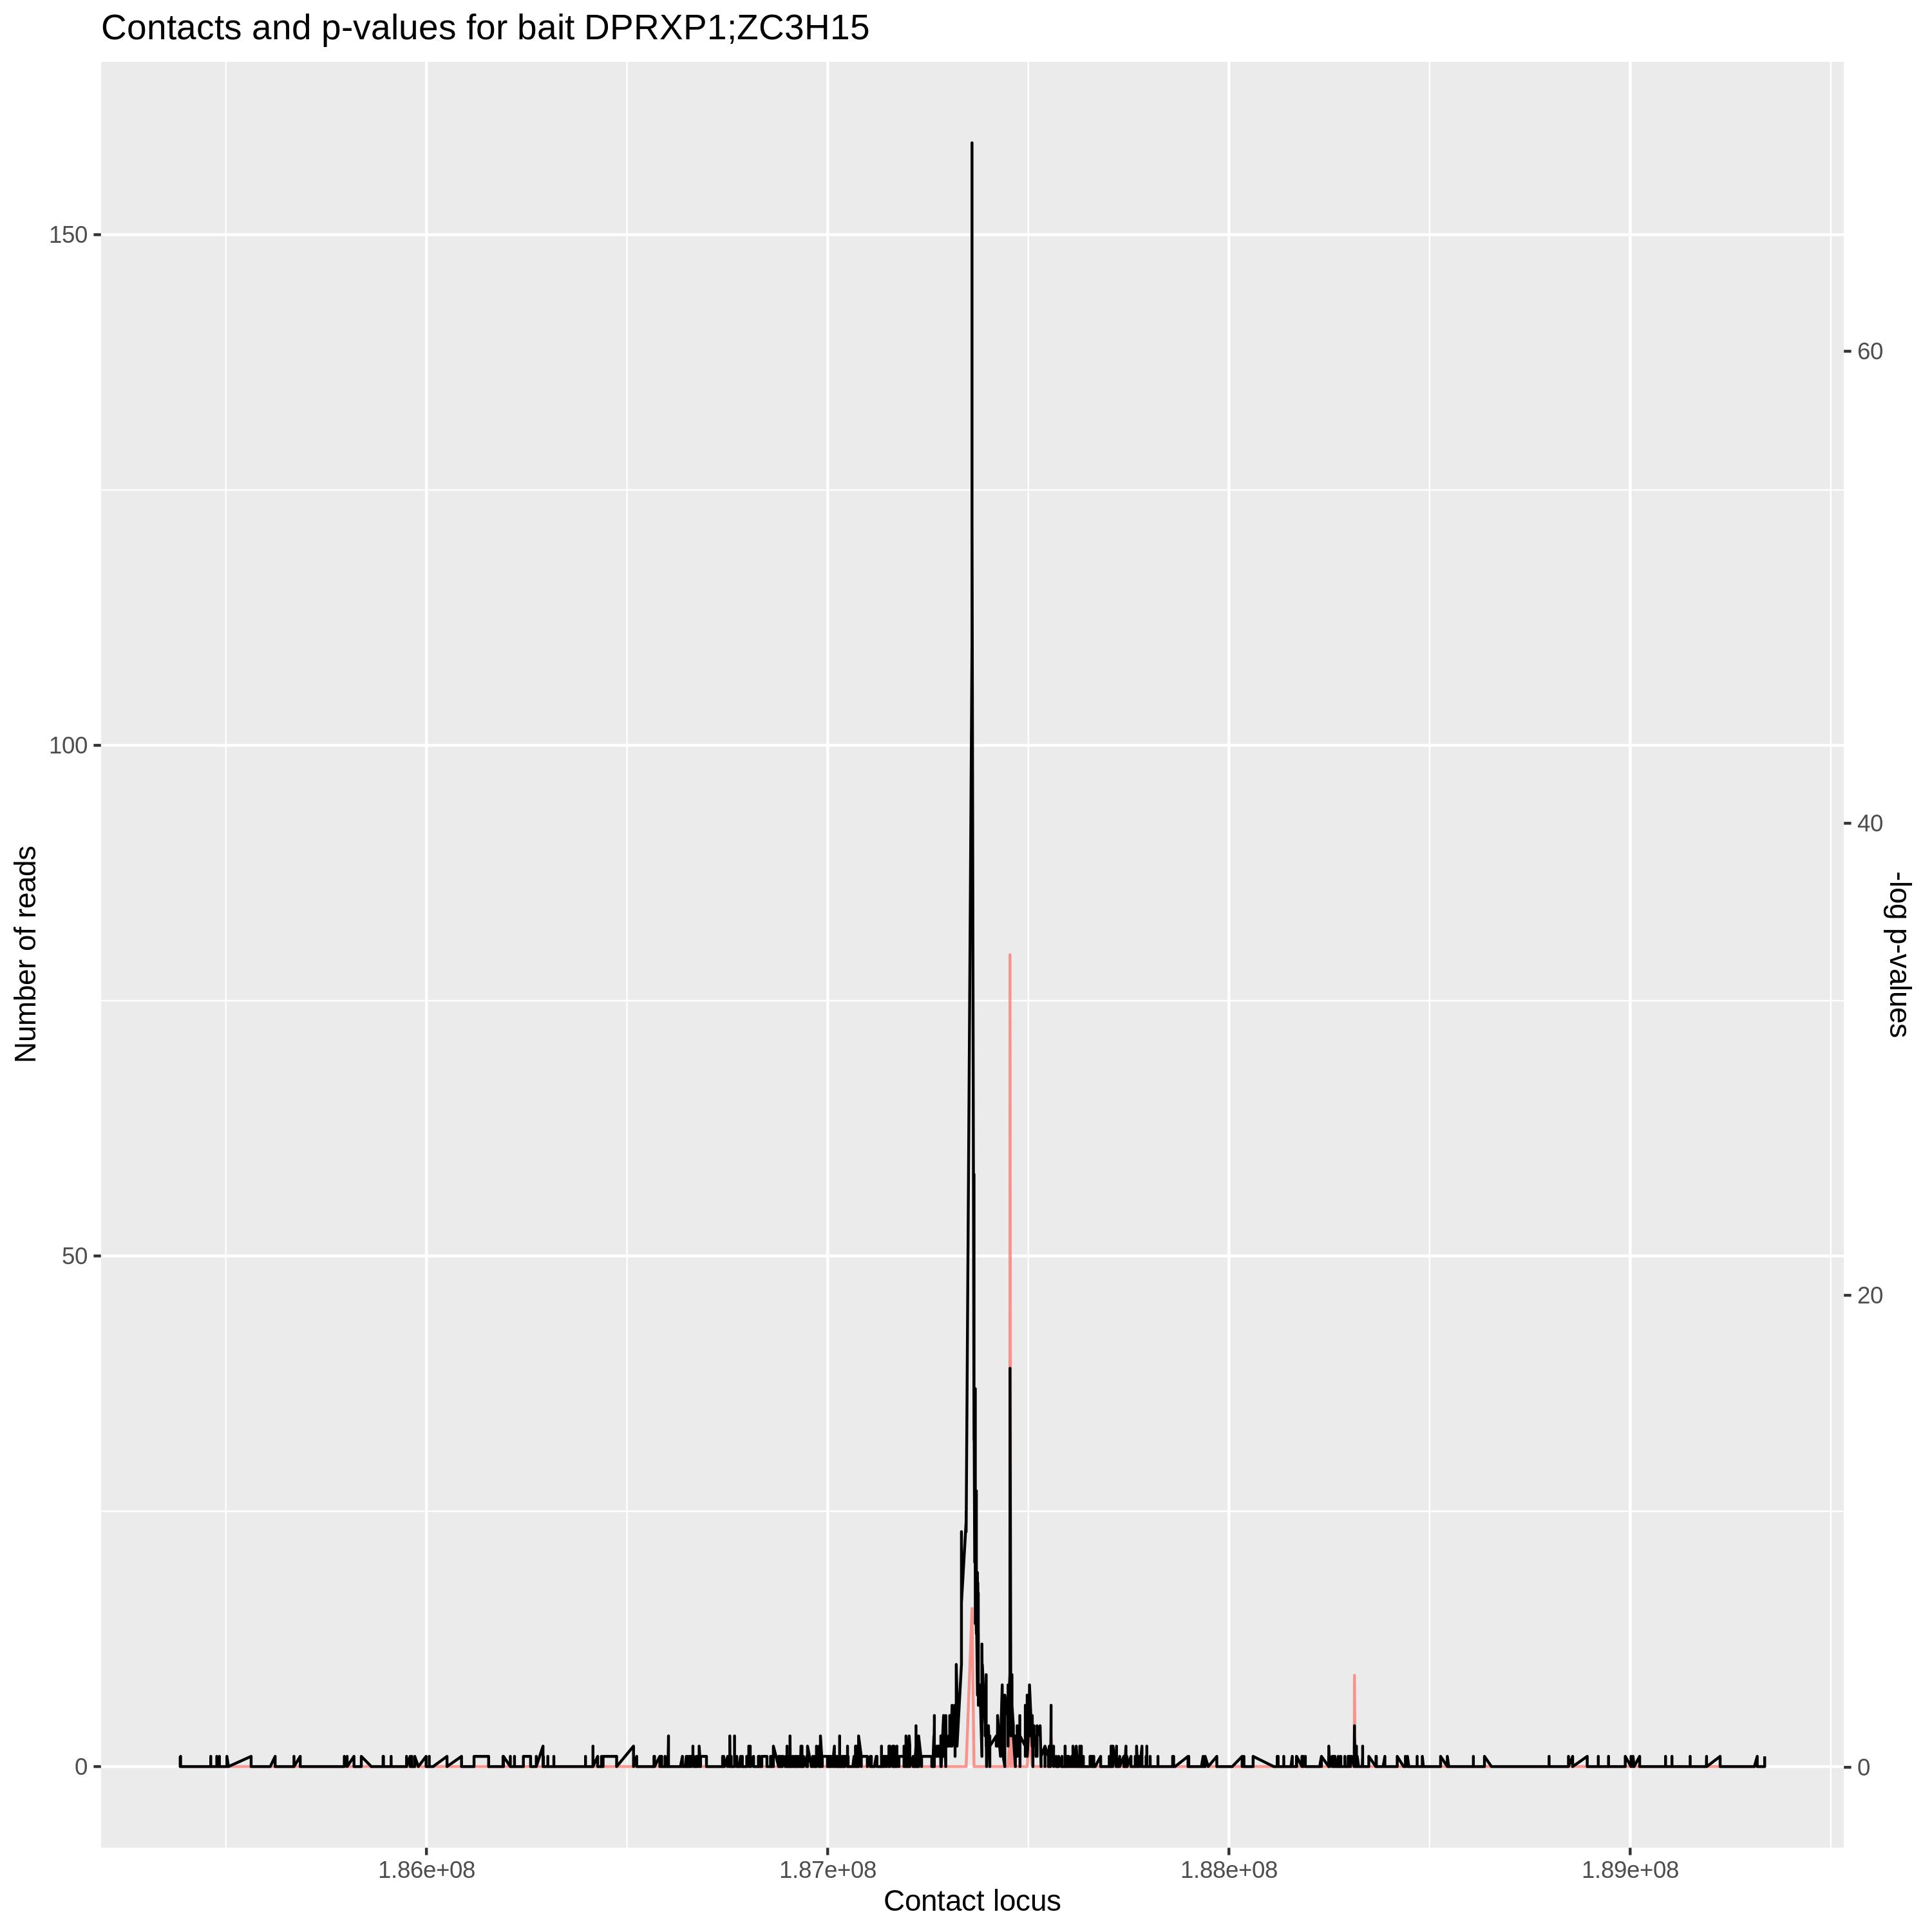 Contacts and p-values for bait DPRXP1;ZC3H15
150
100
50
0
Number of reads
60
40
20
0
-log p-values
1.86e+08
1.87e+08
1.88e+08
1.89e+08
Contact locus